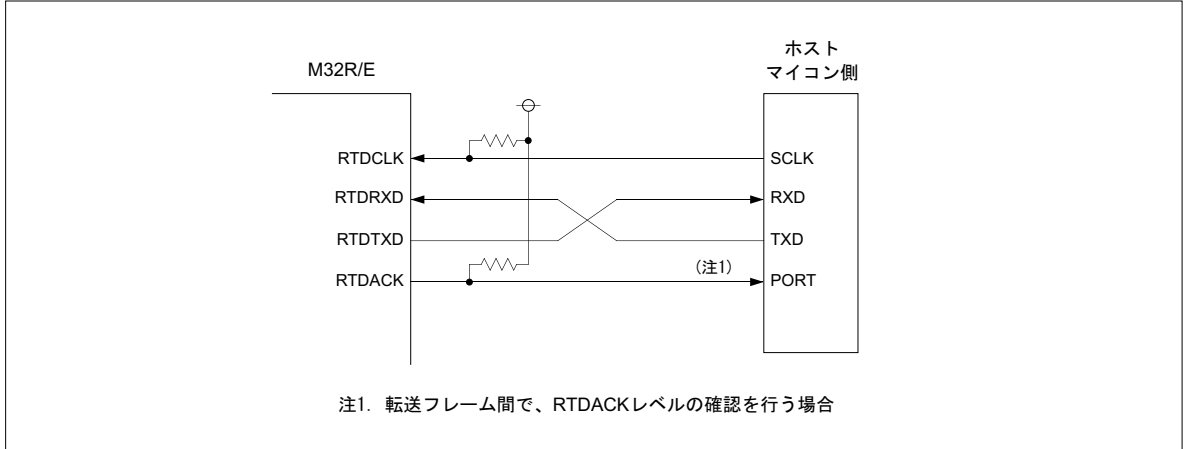 M32R/E
ホスト
マイコン側
RTDCLK
SCLK
RTDRXD
RXD
RTDTXD
TXD
RTDACK
(注1)
PORT
注1. 転送フレーム間で、RTDACKレベルの確認を行う場合